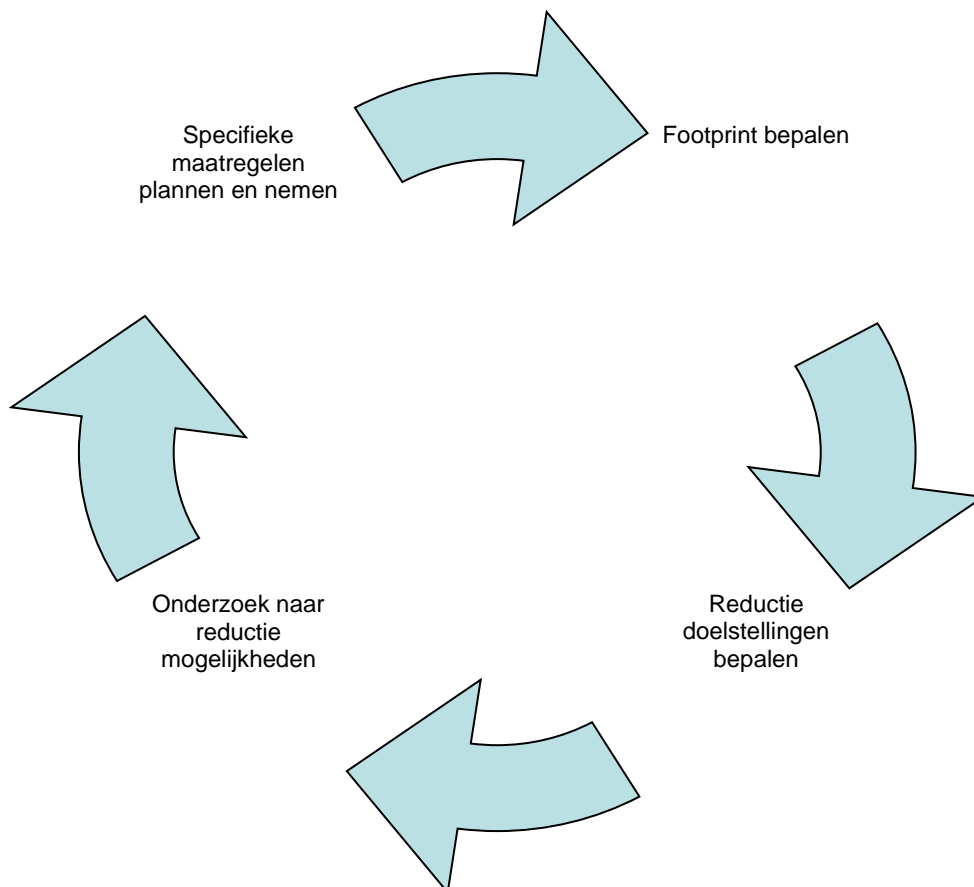 Specifieke
maatregelen
plannen en nemen
Footprint bepalen
Onderzoek naar
reductie
mogelijkheden
Reductie
doelstellingen
bepalen